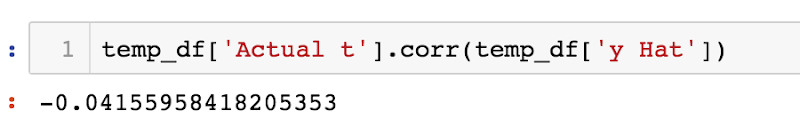 : 1 temp_df['Actual t'].corr(temp_df['y Hat'])
: -0.04155958418205353